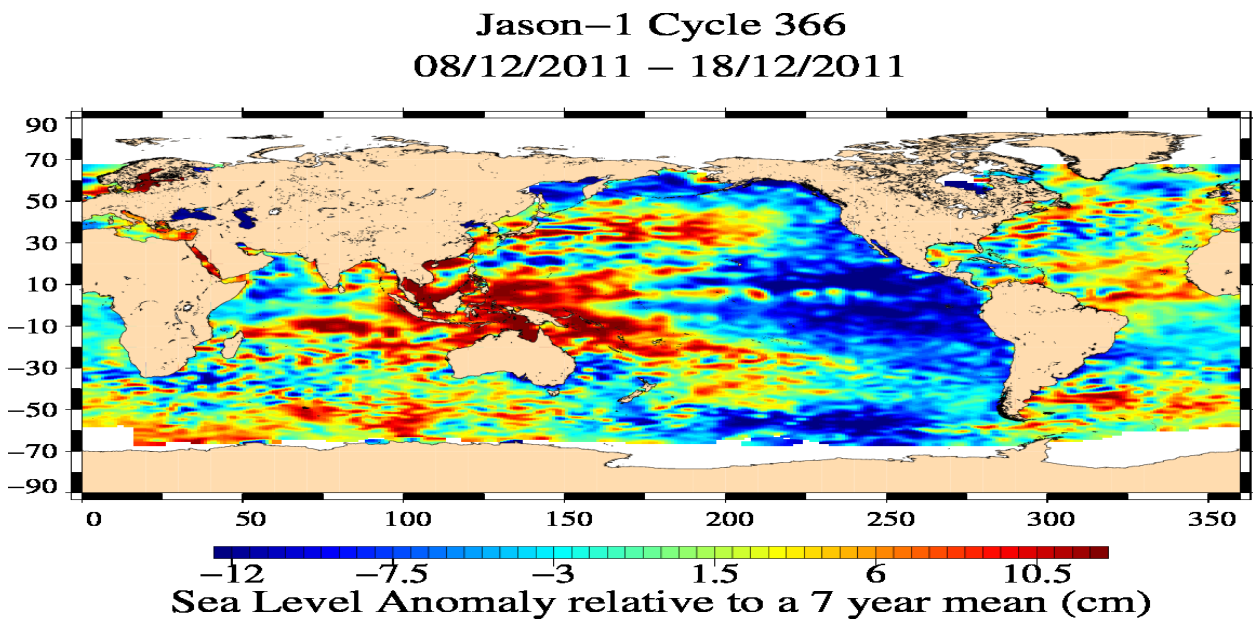 Jason−1 Cycle 366
08/12/2011 − 18/12/2011
90
70
50
30
10
−10
−30
−50
−70
−90
0 50 100 150 200 250 300 350
−12 −7.5 −3 1.5 6 10.5
Sea Level Anomaly relative to a 7 year mean (cm)